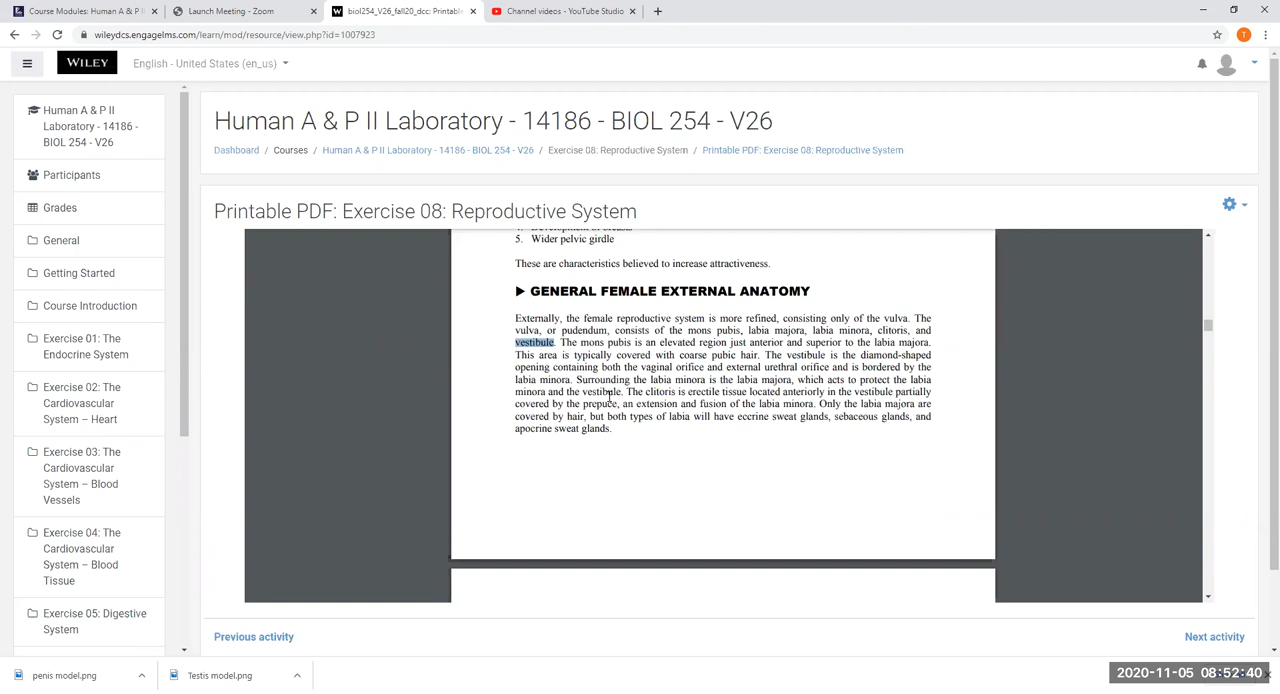 Course Modules: Human A & P II
Launch Meeting - Zoom
biol254_V26_fall20_dcc: Printable
Channel videos - YouTube Studio
wileydcs.engagelms.com/learn/mod/resource/view.php?id=1007923
T
WILEY
English - United States (en_us)
Human A & P II
Laboratory - 14186 -
BIOL 254 - V26
Participants
Grades
General
Getting Started
Course Introduction
Exercise 01: The
Endocrine System
Exercise 02: The
Cardiovascular
System – Heart
Exercise 03: The
Cardiovascular
System – Blood
Vessels
Exercise 04: The
Cardiovascular
System – Blood
Tissue
Exercise 05: Digestive
System
Human A & P II Laboratory - 14186 - BIOL 254 - V26
Dashboard / Courses / Human A & P II Laboratory - 14186 - BIOL 254 - V26 / Exercise 08: Reproductive System / Printable PDF: Exercise 08: Reproductive System
Printable PDF: Exercise 08: Reproductive System
4. Development of breasts
5. Wider pelvic girdle
These are characteristics believed to increase attractiveness.
► GENERAL FEMALE EXTERNAL ANATOMY
Externally, the female reproductive system is more refined, consisting only of the vulva. The
vulva, or pudendum, consists of the mons pubis, labia majora, labia minora, clitoris, and
vestibule. The mons pubis is an elevated region just anterior and superior to the labia majora.
This area is typically covered with coarse pubic hair. The vestibule is the diamond-shaped
opening containing both the vaginal orifice and external urethral orifice and is bordered by the
labia minora. Surrounding the labia minora is the labia majora, which acts to protect the labia
minora and the vestibule. The clitoris is erectile tissue located anteriorly in the vestibule partially
covered by the prepuce, an extension and fusion of the labia minora. Only the labia majora are
covered by hair, but both types of labia will have eccrine sweat glands, sebaceous glands, and
apocrine sweat glands.
Previous activity
Next activity
penis model.png
Testis model.png
2020-11-05 08:52:40